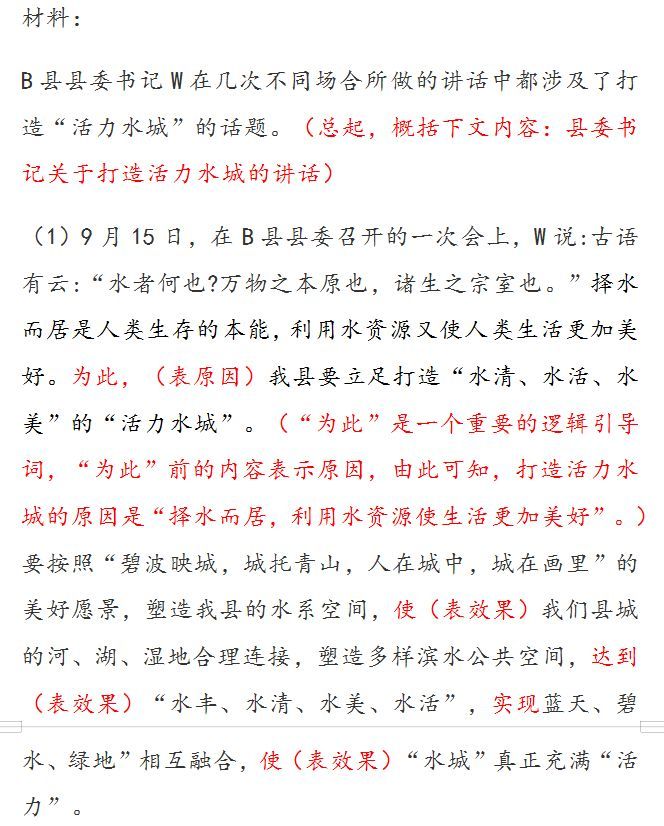 材料：
B县县委书记W在几次不同场合所做的讲话中都涉及了打
造“活力水城”的话题。（总起，概括下文内容：县委书
记关于打造活力水城的讲话）
（1）9月15日，在B县县委召开的一次会上，W说:古语
有云:“水者何也?万物之本原也，诸生之宗室也。”择水
而居是人类生存的本能，利用水资源又使人类生活更加美
好。为此，（表原因）我县要立足打造“水清、水活、水
美”的“活力水城”。（“为此”是一个重要的逻辑引导
词，“为此”前的内容表示原因，由此可知，打造活力水
城的原因是“择水而居，利用水资源使生活更加美好”。）
要按照“碧波映城，城托青山，人在城中，城在画里”的
美好愿景，塑造我县的水系空间，使（表效果）我们县城
的河、湖、湿地合理连接，塑造多样滨水公共空间，达到
（表效果）“水丰、水清、水美、水活”，实现蓝天、碧
水、绿地”相互融合，使（表效果）“水城”真正充满“活
力”。